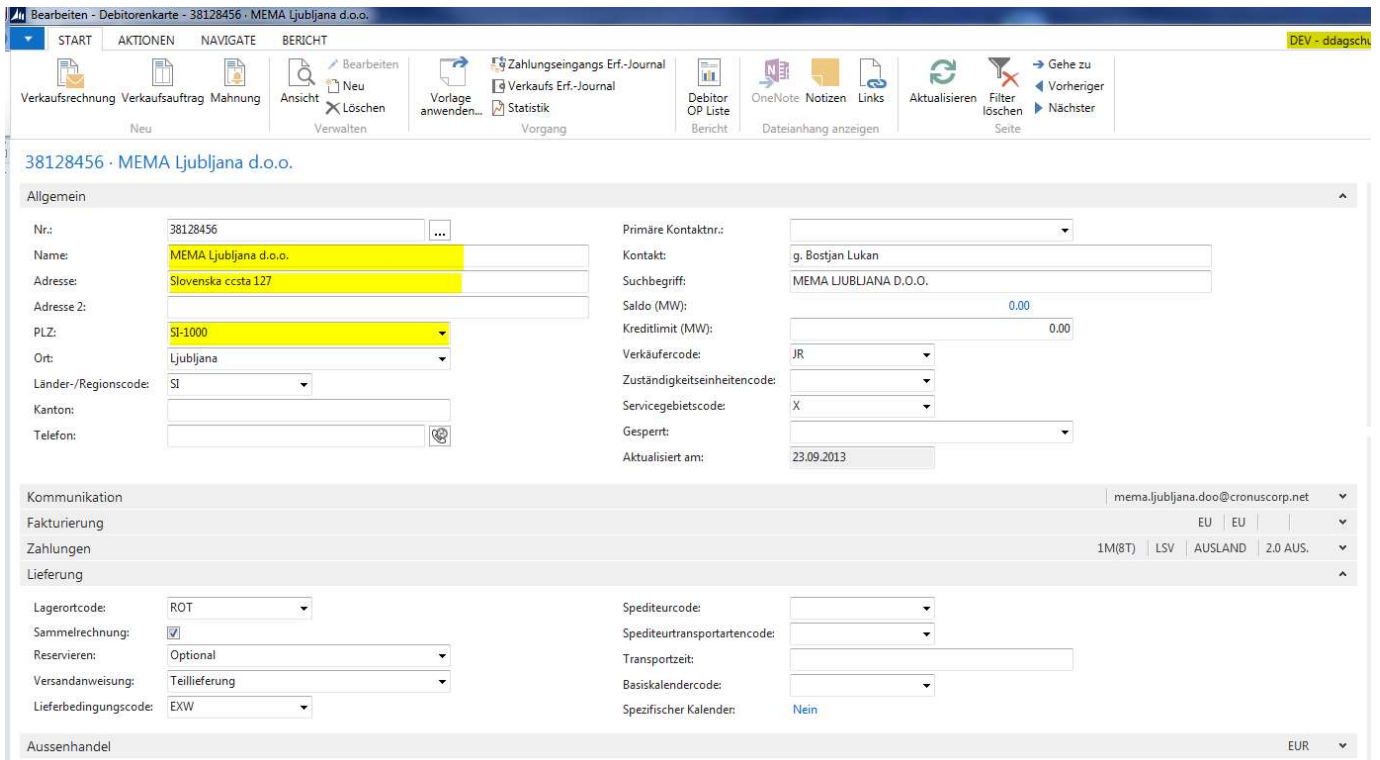 Bearbeiten - Debitorenkarte - 38128456 · MEMA Ljubljana d.o.o.
START AKTIONEN NAVIGATE BERICHT DEV - ddagschu
Verkaufsrechnung Verkaufsauftrag Mahnung
Neu
Ansicht
Bearbeiten
Neu
Löschen
Verwalten
Vorlage anwenden...
Zahlungseingangs Erf.-Journal
Verkaufs Erf.-Journal
Statistik
Vorgang
Debitor OP Liste
Bericht
OneNote Notizen Links
Dateianhang anzeigen
Aktualisieren
Filter löschen
Gehe zu
Vorheriger
Nächster
Seite
38128456 · MEMA Ljubljana d.o.o.
Allgemein
Nr.: 38128456 ...
Name: MEMA Ljubljana d.o.o.
Adresse: Slovenska ccsta 127
Adresse 2:
PLZ: SI-1000
Ort: Ljubljana
Länder-/Regionscode: SI
Kanton:
Telefon:
Primäre Kontaktnr.:
Kontakt: g. Bostjan Lukan
Suchbegriff: MEMA LJUBLJANA D.O.O.
Saldo (MW): 0.00
Kreditlimit (MW): 0.00
Verkäufercode: JR
Zuständigkeitseinheitencode:
Servicegebietscode: X
Gesperrt:
Aktualisiert am: 23.09.2013
Kommunikation mema.ljubljana.doo@cronuscorp.net
Fakturierung EU EU
Zahlungen 1M(8T) LSV AUSLAND 2.0 AUS.
Lieferung
Lagerortcode: ROT
Sammelrechnung:
Reservieren: Optional
Versandanweisung: Teillieferung
Lieferbedingungscode: EXW
Spediteurcode:
Spediteurtransportartencode:
Transportzeit:
Basiskalendercode:
Spezifischer Kalender: Nein
Aussenhandel EUR